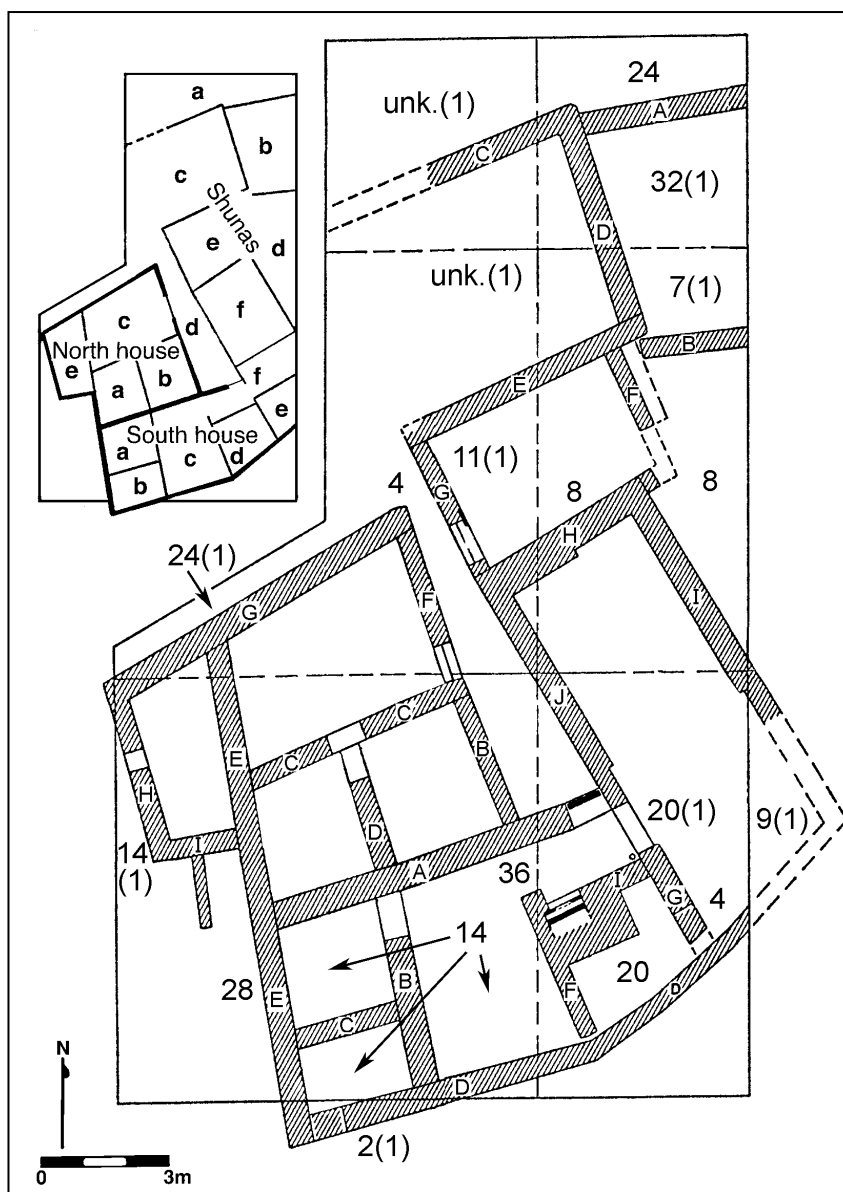 24
unk.(1)
A
C
32(1)
D
unk.(1)
7(1)
B
E
F
11(1)
G
4
8
8
H
I
24(1)
G
F
J
C
C
B
E
H
D
I
14
(1)
A
36
20(1)
9(1)
I
G
4
14
B
28
E
F
20
D
C
D
2(1)
a
b
c
Shunas
e
d
f
c
d
North house
e
a
b
f
South house
e
a
c
d
b
N
0
3m